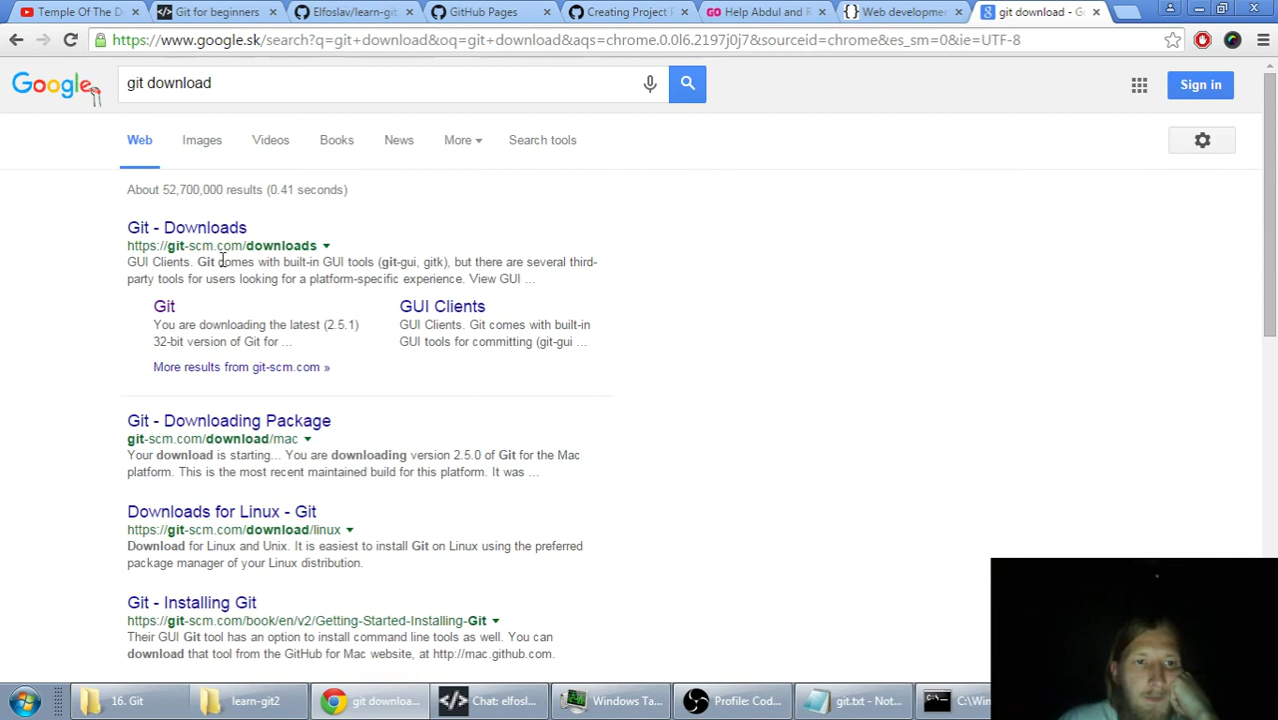 Temple Of The D
Git for beginners
Elfoslav/learn-git.
GitHub Pages
Creating Project
Help Abdul and R
Web developmen
git download - G
https://www.google.sk/search?q=git+download&oq=git+download&aqs=chrome.0.0l6.2197j0j7&sourceid=chrome&es_sm=0&ie=UTF-8
Google
git download
Sign in
Web Images Videos Books News More Search tools
About 52,700,000 results (0.41 seconds)
Git - Downloads
https://git-scm.com/downloads
GUI Clients. Git comes with built-in GUI tools (git-gui, gitk), but there are several third-
party tools for users looking for a platform-specific experience. View GUI ...
Git
You are downloading the latest (2.5.1)
32-bit version of Git for ...
GUI Clients
GUI Clients. Git comes with built-in
GUI tools for committing (git-gui ...
More results from git-scm.com »
Git - Downloading Package
git-scm.com/download/mac
Your download is starting... You are downloading version 2.5.0 of Git for the Mac
platform. This is the most recent maintained build for this platform. It was ...
Downloads for Linux - Git
https://git-scm.com/download/linux
Download for Linux and Unix. It is easiest to install Git on Linux using the preferred
package manager of your Linux distribution.
Git - Installing Git
https://git-scm.com/book/en/v2/Getting-Started-Installing-Git
Their GUI Git tool has an option to install command line tools as well. You can
download that tool from the GitHub for Mac website, at http://mac.github.com.
16. Git
learn-git2
git downloa...
Chat: elfosl...
Windows Ta...
Profile: Cod...
git.txt - Not...
C:\Win